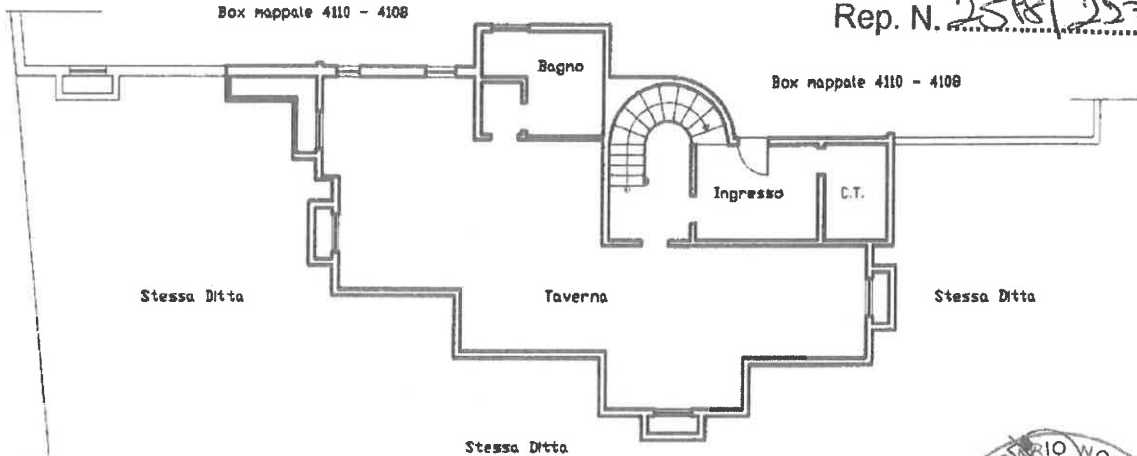 Box mappale 4110 - 4108
Rep. N.
Bagno
Box mappale 4110 - 4108
Ingresso
C.T.
Stessa Ditta
Taverna
Stessa Ditta
Stessa Ditta